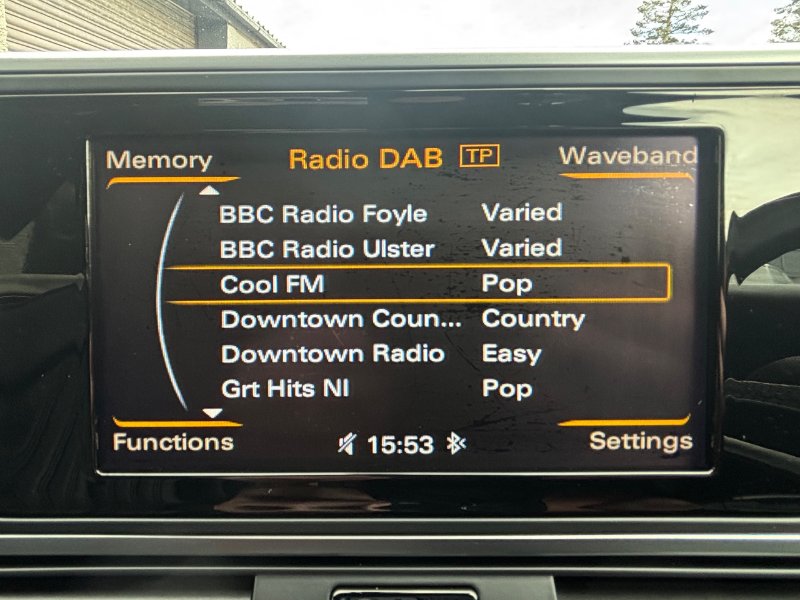 Memory Radio DAB TP Waveband
BBC Radio Foyle Varied
BBC Radio Ulster Varied
Cool FM Pop
Downtown Coun... Country
Downtown Radio Easy
Grt Hits NI Pop
Functions 15:53 Settings